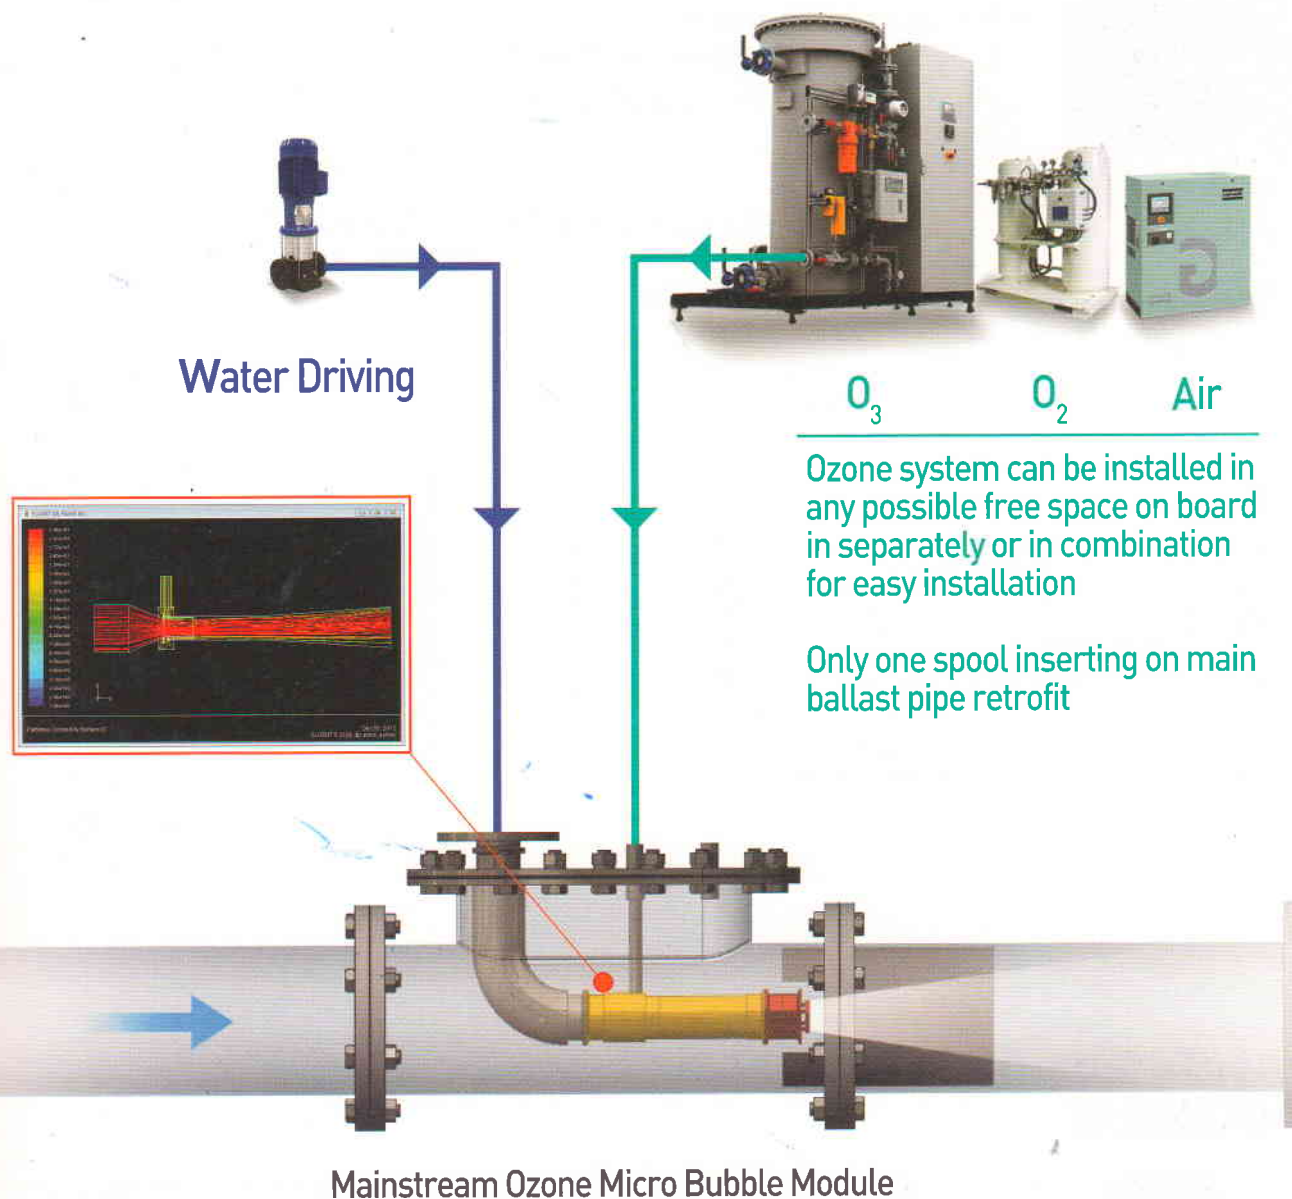 Water Driving
O3
O2
Air
Ozone system can be installed in
any possible free space on board
in separately or in combination
for easy installation
Only one spool inserting on main
ballast pipe retrofit
Mainstream Ozone Micro Bubble Module